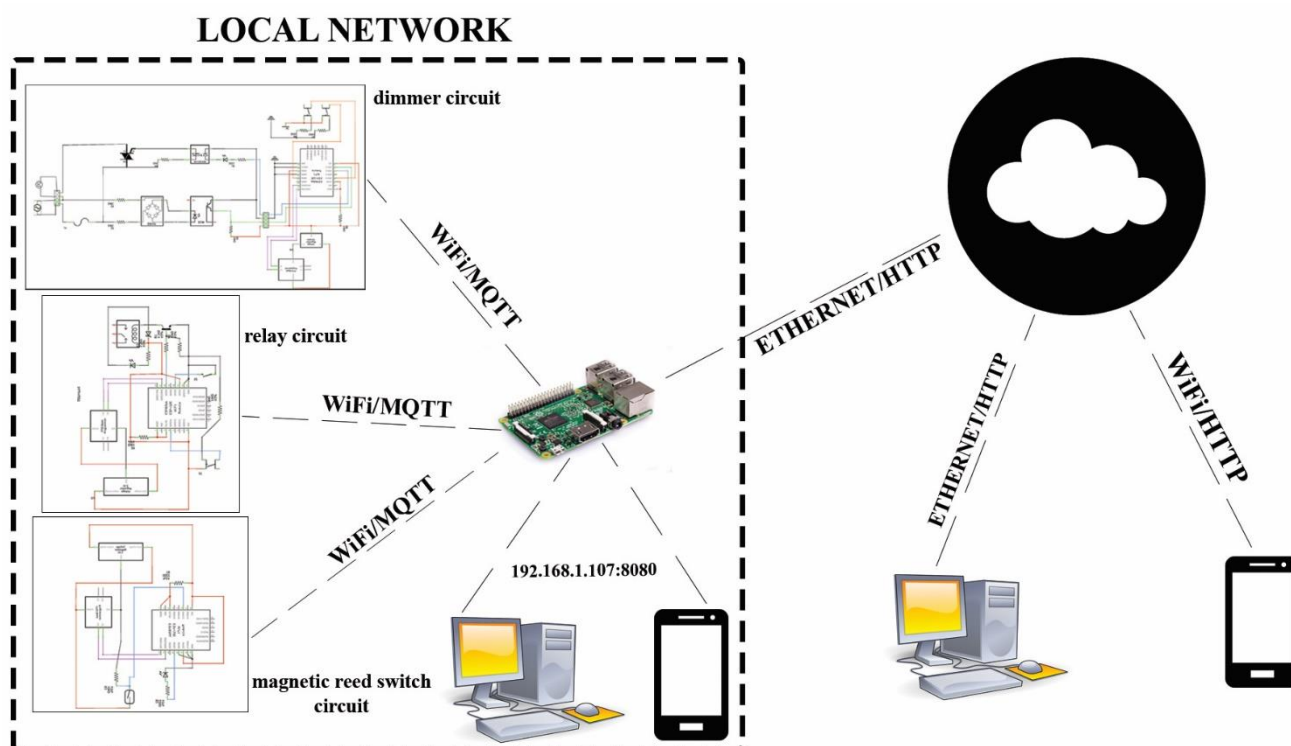 LOCAL NETWORK
dimmer circuit
WiFi/MQTT
ETHERNET/HTTP
relay circuit
WiFi/MQTT
WiFi/MQTT
ETHERNET/HTTP
WiFi/HTTP
192.168.1.107:8080
magnetic reed switch
circuit